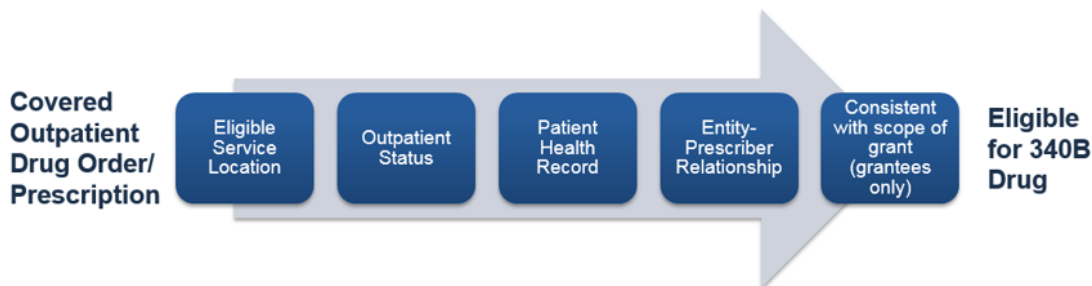 Covered
Outpatient
Drug Order/
Prescription
Eligible
Service
Location
Outpatient
Status
Patient
Health
Record
Entity-
Prescriber
Relationship
Consistent
with scope of
grant
(grantees
only)
Eligible
for 340B
Drug